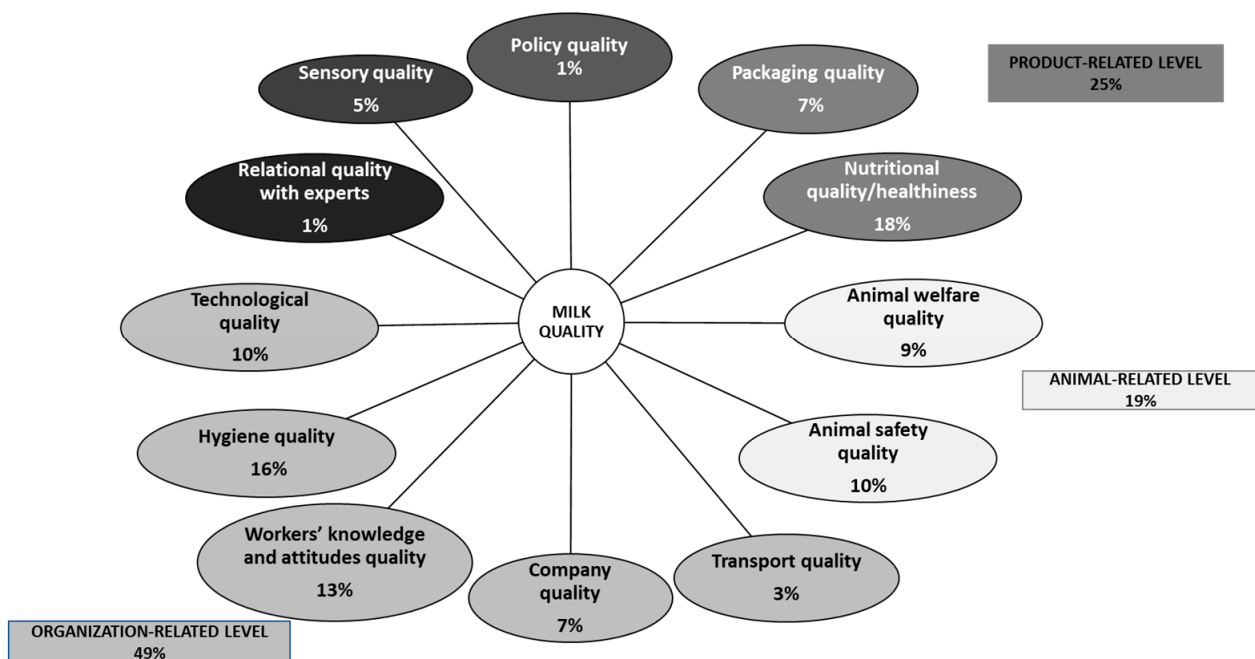 Policy quality
1%
Sensory quality
5%
Packaging quality
7%
PRODUCT-RELATED LEVEL
25%
Relational quality
with experts
1%
Nutritional
quality/healthiness
18%
Technological
quality
10%
MILK
QUALITY
Animal welfare
quality
9%
ANIMAL-RELATED LEVEL
19%
Hygiene quality
16%
Animal safety
quality
10%
Workers’ knowledge
and attitudes quality
13%
Company
quality
7%
Transport quality
3%
ORGANIZATION-RELATED LEVEL
49%